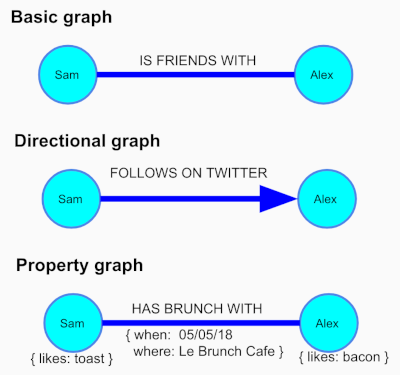 Basic graph
IS FRIENDS WITH
Sam
Alex
Directional graph
FOLLOWS ON TWITTER
Sam
Alex
Property graph
HAS BRUNCH WITH
Sam
Alex
{ when: 05/05/18
where: Le Brunch Cafe }
{ likes: toast }
{ likes: bacon }